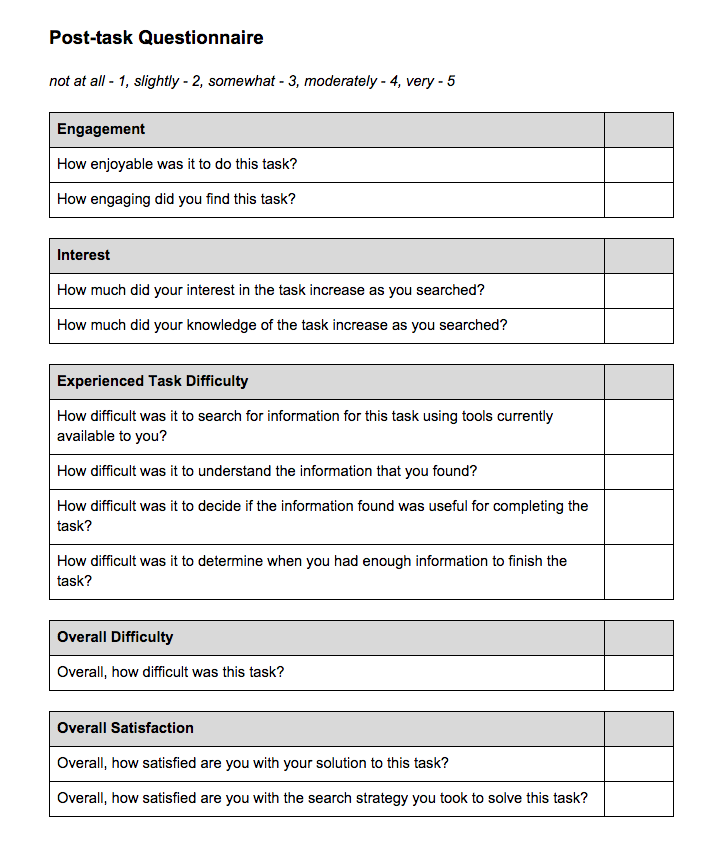 Post-task Questionnaire
not at all - 1, slightly - 2, somewhat - 3, moderately - 4, very - 5
Engagement
How enjoyable was it to do this task?
How engaging did you find this task?
Interest
How much did your interest in the task increase as you searched?
How much did your knowledge of the task increase as you searched?
Experienced Task Difficulty
How difficult was it to search for information for this task using tools currently
available to you?
How difficult was it to understand the information that you found?
How difficult was it to decide if the information found was useful for completing the
task?
How difficult was it to determine when you had enough information to finish the
task?
Overall Difficulty
Overall, how difficult was this task?
Overall Satisfaction
Overall, how satisfied are you with your solution to this task?
Overall, how satisfied are you with the search strategy you took to solve this task?